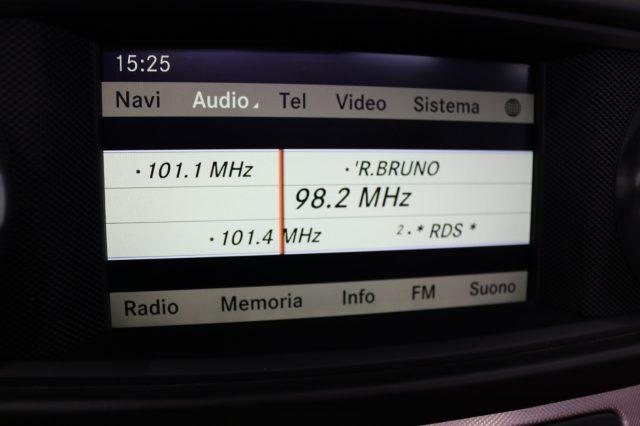 15:25
Navi Audio Tel Video Sistema
· 101.1 MHz · 'R.BRUNO
98.2 MHz
· 101.4 MHz 2 · * RDS *
Radio Memoria Info FM Suono